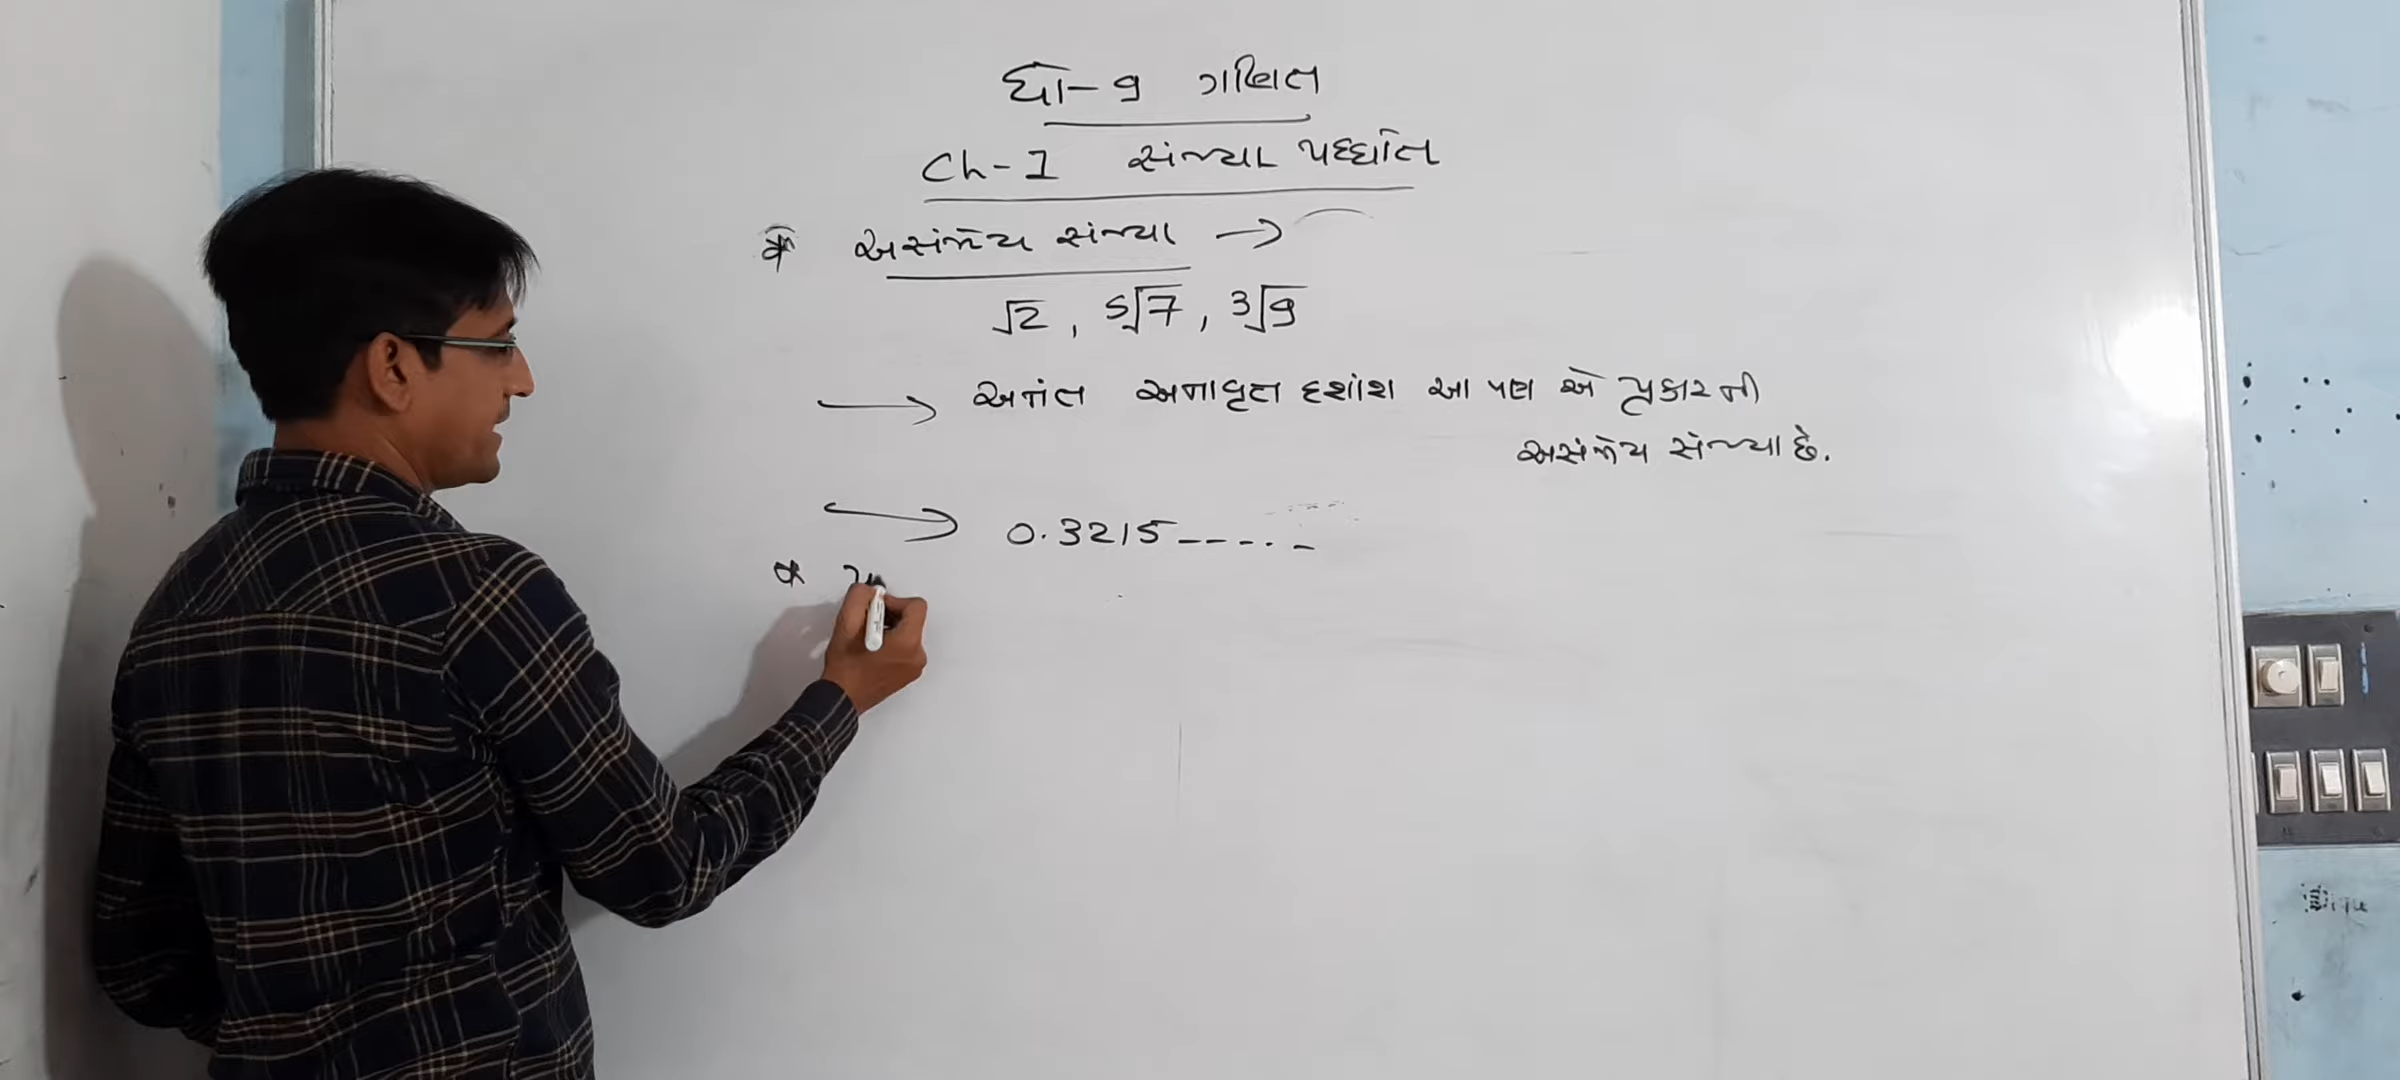 ધો-9 ગણિત
Ch-1 સંખ્યા પધ્ધતિ
* અસંમેય સંખ્યા →
√2, 5√7, 3√9
→ અનંત અનાવૃત દશાંશ આ પણ એ પ્રકારની
અસંમેય સંખ્યા છે.
→ 0.3215-----
*